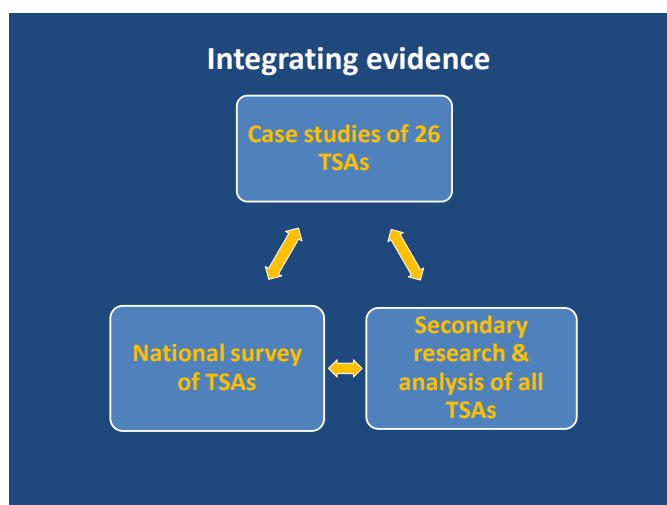 Integrating evidence
Case studies of 26
TSAs
National survey
of TSAs
Secondary
research &
analysis of all
TSAs